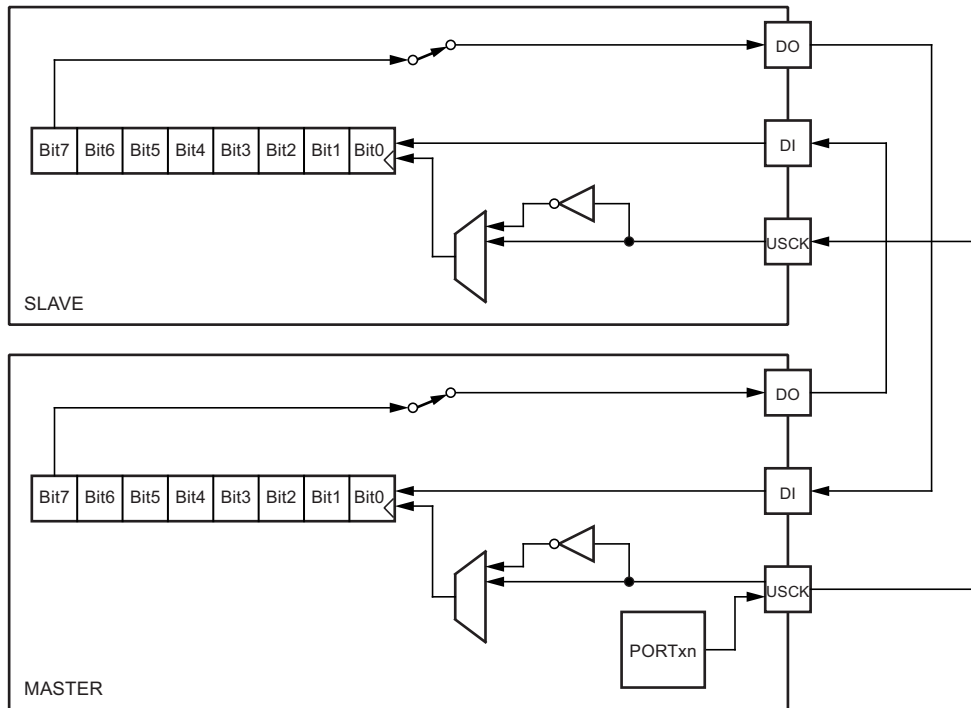 DO
Bit7 Bit6 Bit5 Bit4 Bit3 Bit2 Bit1 Bit0
DI
USCK
SLAVE
DO
Bit7 Bit6 Bit5 Bit4 Bit3 Bit2 Bit1 Bit0
DI
USCK
PORTxn
MASTER